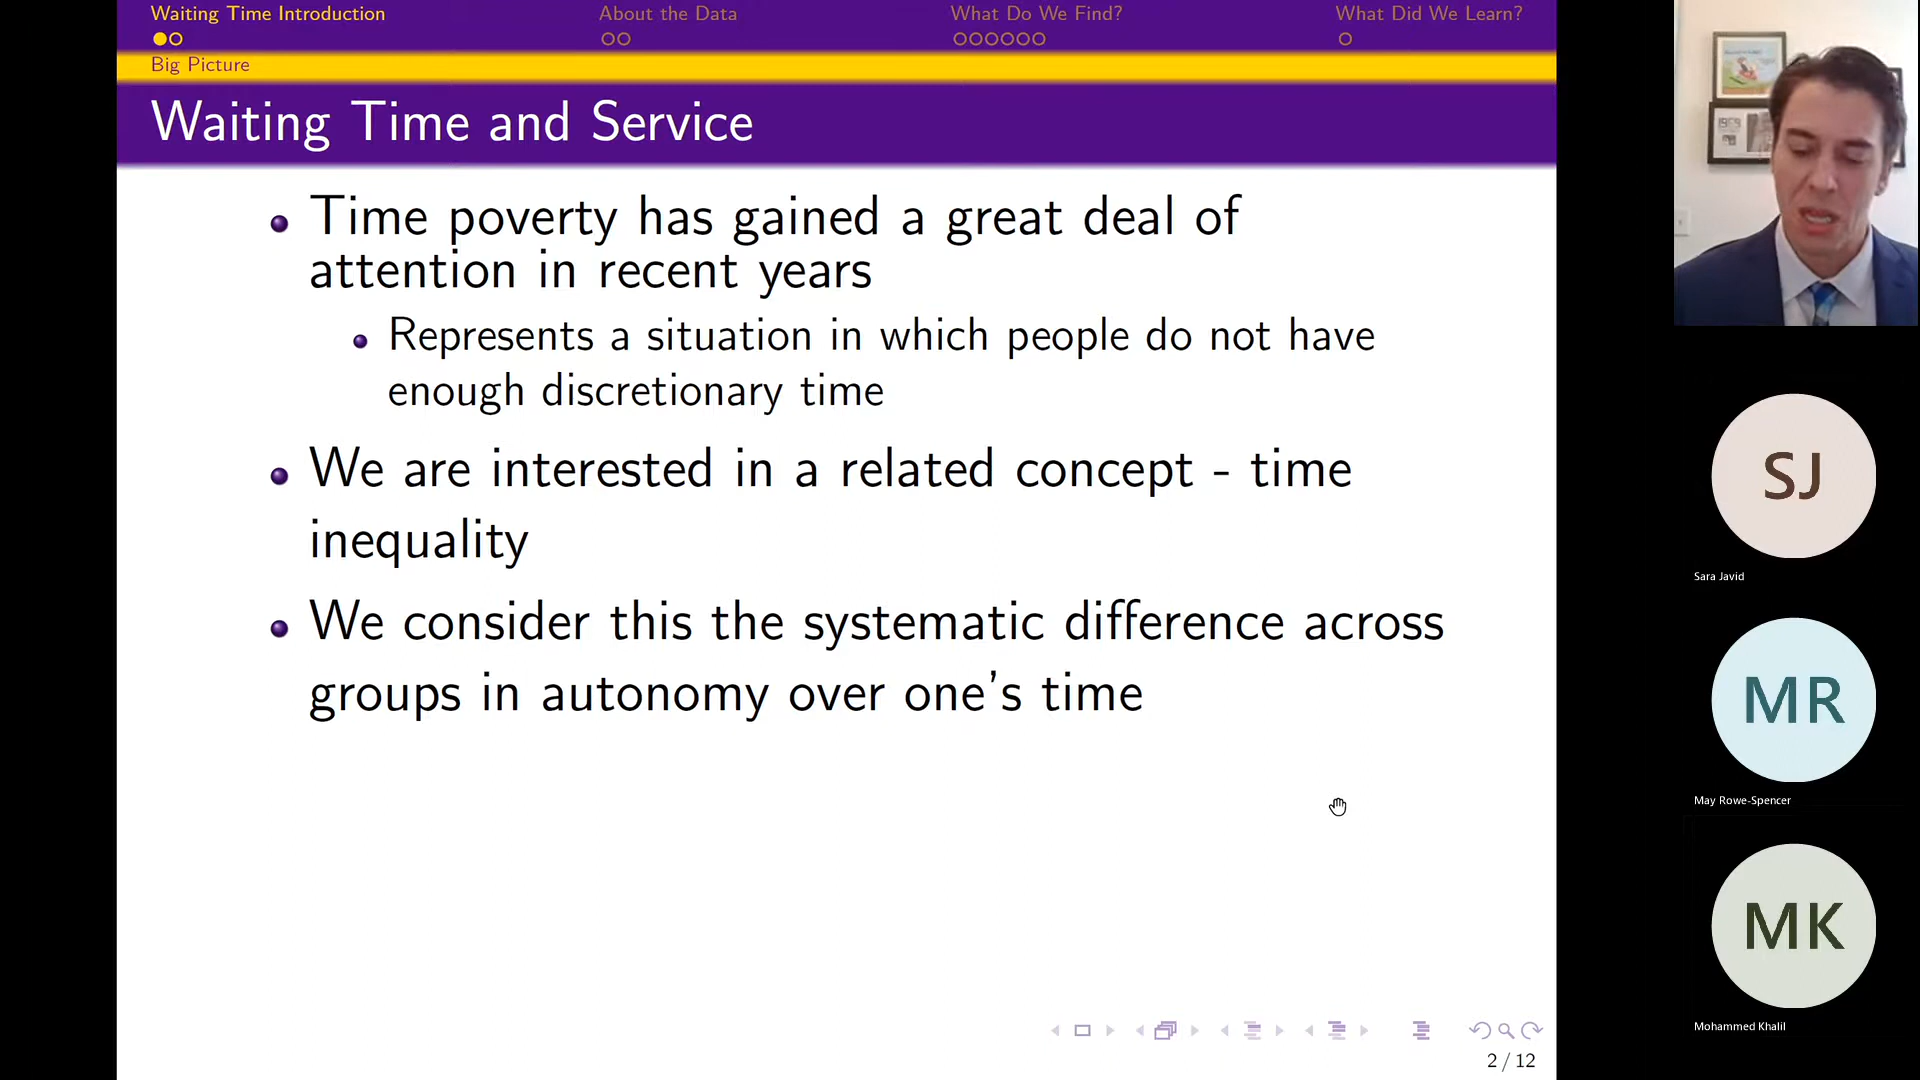 Waiting Time Introduction
About the Data
What Do We Find?
What Did We Learn?
Big Picture
Waiting Time and Service
Time poverty has gained a great deal of
attention in recent years
Represents a situation in which people do not have
enough discretionary time
We are interested in a related concept - time
inequality
We consider this the systematic difference across
groups in autonomy over one's time
2 / 12
SJ
Sara Javid
MR
May Rowe-Spencer
MK
Mohammed Khalil